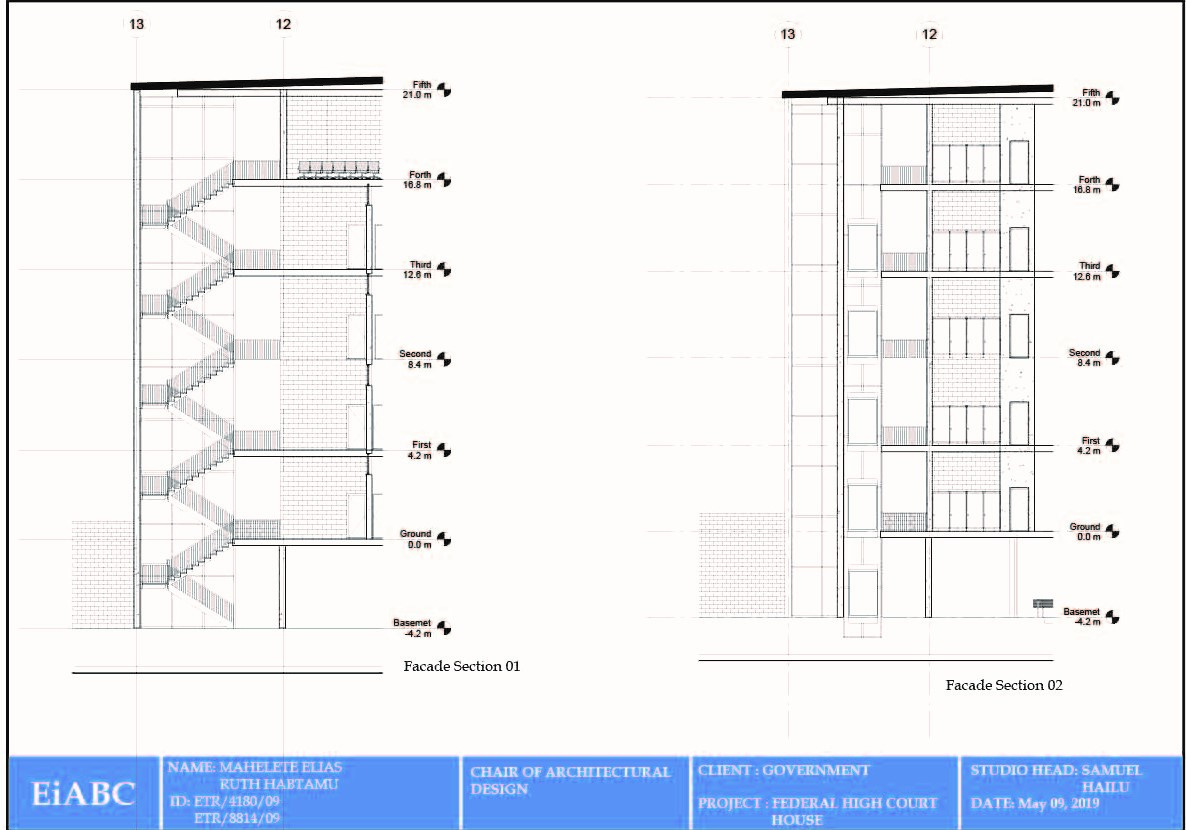 13
12
Fifth
21.0 m
Forth
16.8 m
Third
12.6 m
Second
8.4 m
First
4.2 m
Ground
0.0 m
Basemet
-4.2 m
Facade Section 01
13
12
Fifth
21.0 m
Forth
16.8 m
Third
12.6 m
Second
8.4 m
First
4.2 m
Ground
0.0 m
Basemet
-4.2 m
Facade Section 02
EiABC
NAME: MAHELETE ELIAS
RUTH HABTAMU
ID: ETR/4180/09
ETR/8814/09
CHAIR OF ARCHITECTURAL
DESIGN
CLIENT : GOVERNMENT
PROJECT : FEDERAL HIGH COURT
HOUSE
STUDIO HEAD: SAMUEL
HAILU
DATE: May 09, 2019